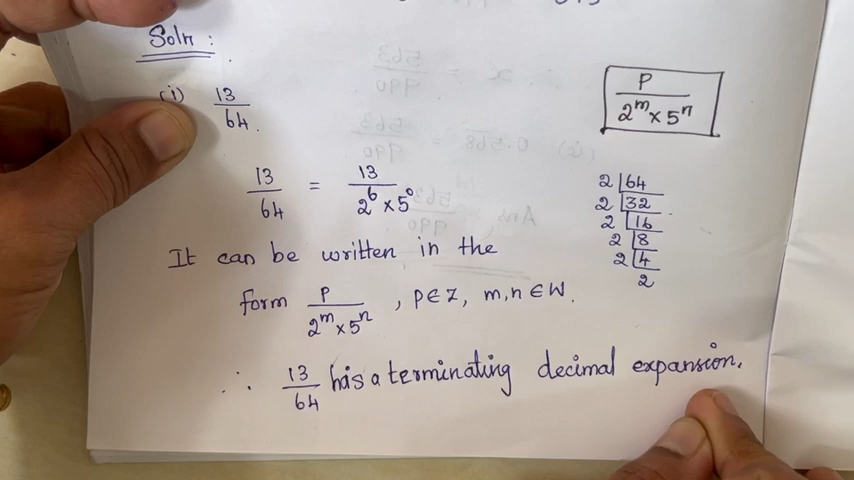 Soln :
(i) 13/64.
P/2^m × 5^n
13/64 = 13/2^6 × 5^0
2 | 64
2 | 32
2 | 16
2 | 8
2 | 4
2
It can be written in the
form P/2^m × 5^n , p ∈ Z, m, n ∈ W.
∴ 13/64 has a terminating decimal expansion.